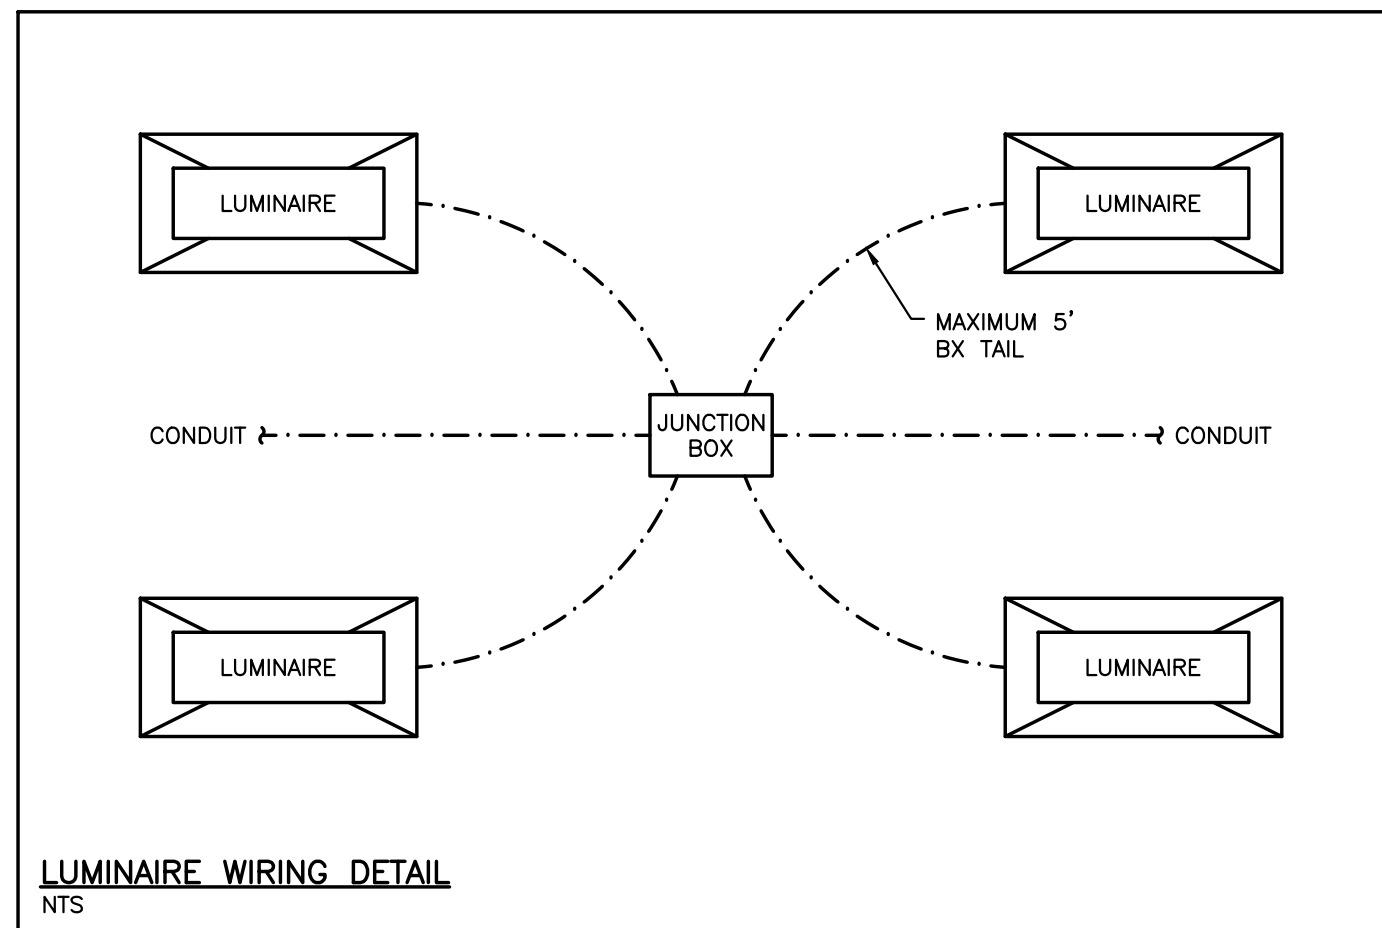 LUMINAIRE
LUMINAIRE
MAXIMUM 5'
BX TAIL
CONDUIT
JUNCTION
BOX
CONDUIT
LUMINAIRE
LUMINAIRE
LUMINAIRE WIRING DETAIL
NTS